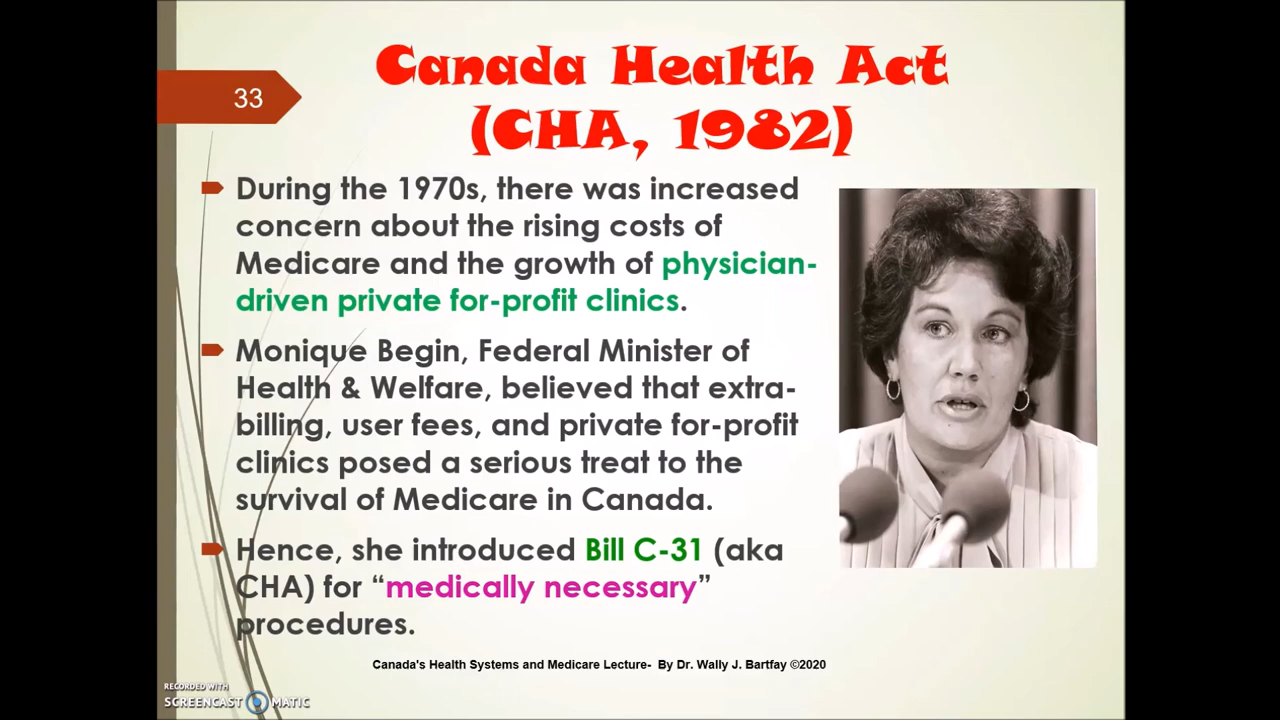 33
Canada Health Act
(CHA, 1982)
During the 1970s, there was increased
concern about the rising costs of
Medicare and the growth of physician-
driven private for-profit clinics.
Monique Begin, Federal Minister of
Health & Welfare, believed that extra-
billing, user fees, and private for-profit
clinics posed a serious treat to the
survival of Medicare in Canada.
Hence, she introduced Bill C-31 (aka
CHA) for “medically necessary”
procedures.
Canada's Health Systems and Medicare Lecture- By Dr. Wally J. Bartfay ©2020
RECORDED WITH
SCREENCAST MATIC